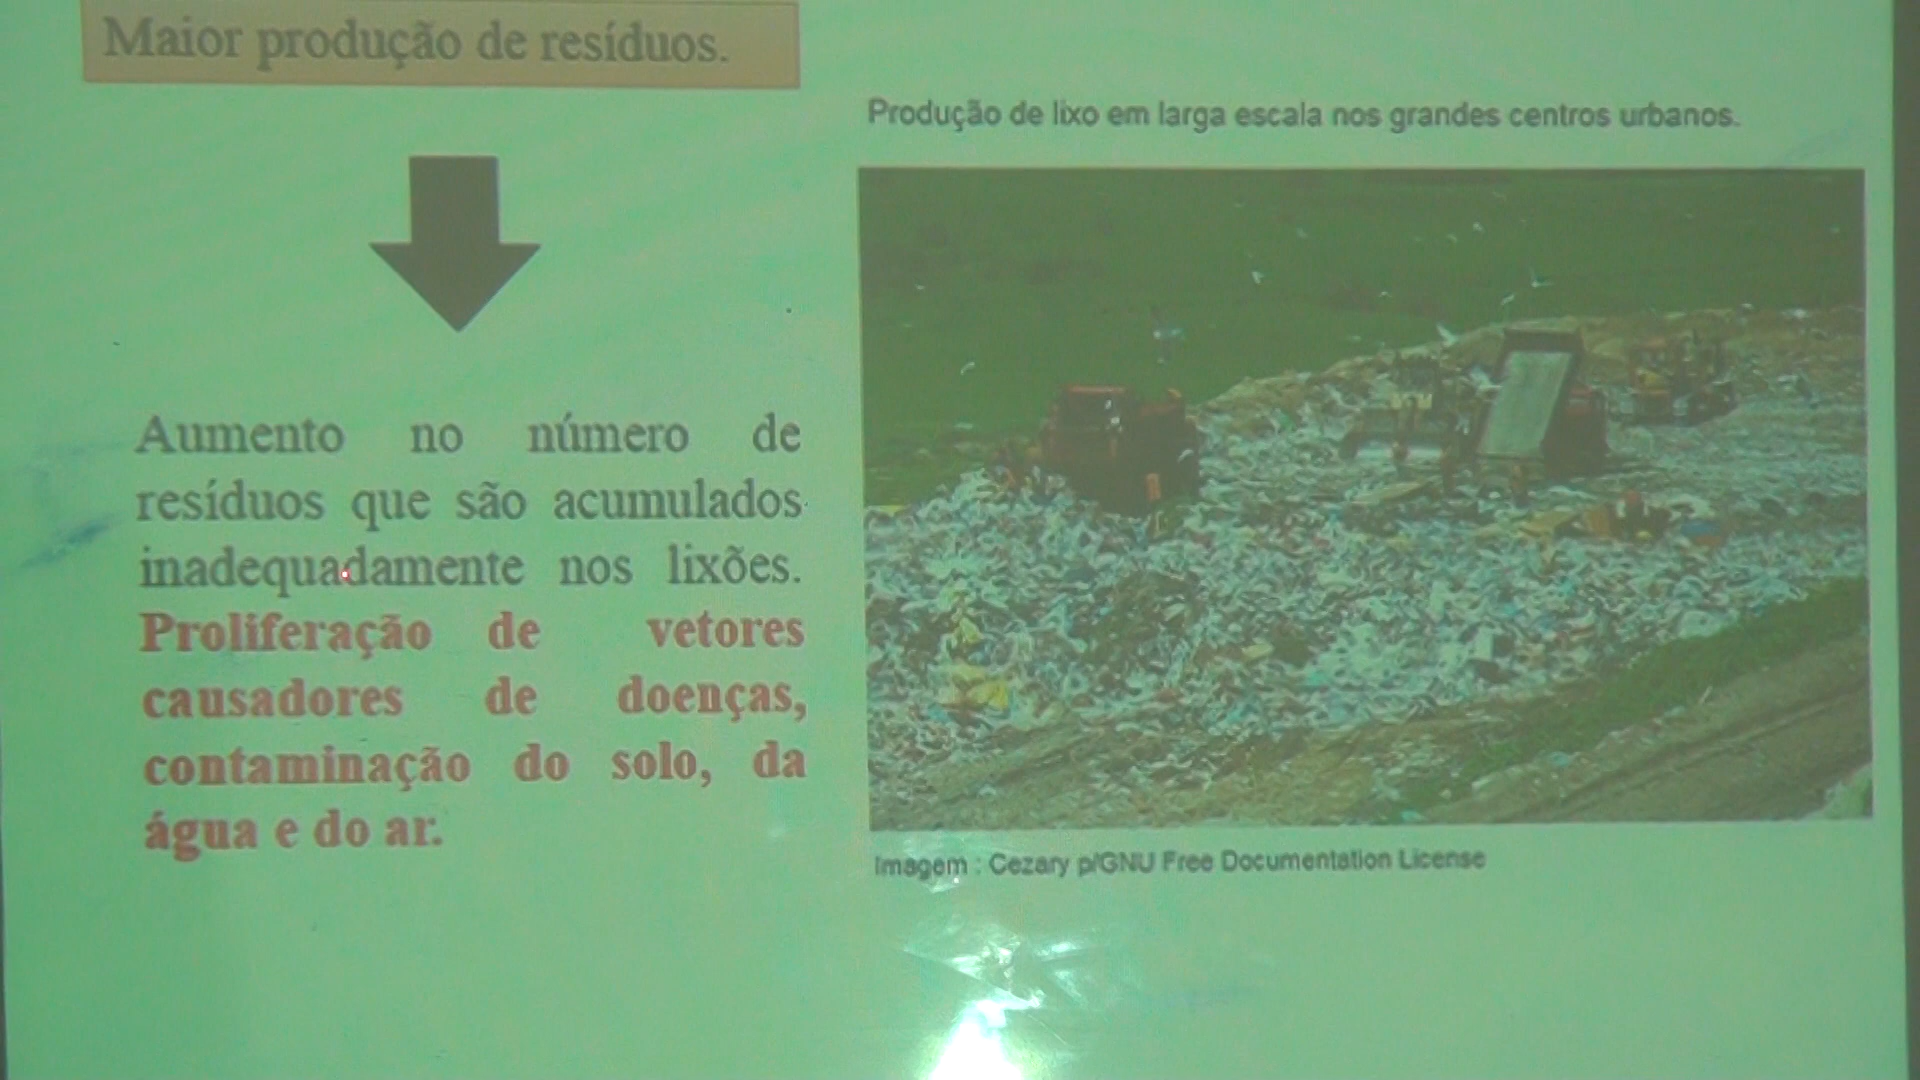 Maior produção de resíduos.
Produção de lixo em larga escala nos grandes centros urbanos.
Aumento no número de
resíduos que são acumulados
inadequadamente nos lixões.
Proliferação de vetores
causadores de doenças,
contaminação do solo, da
água e do ar.
Imagem : Cezary p/GNU Free Documentation License